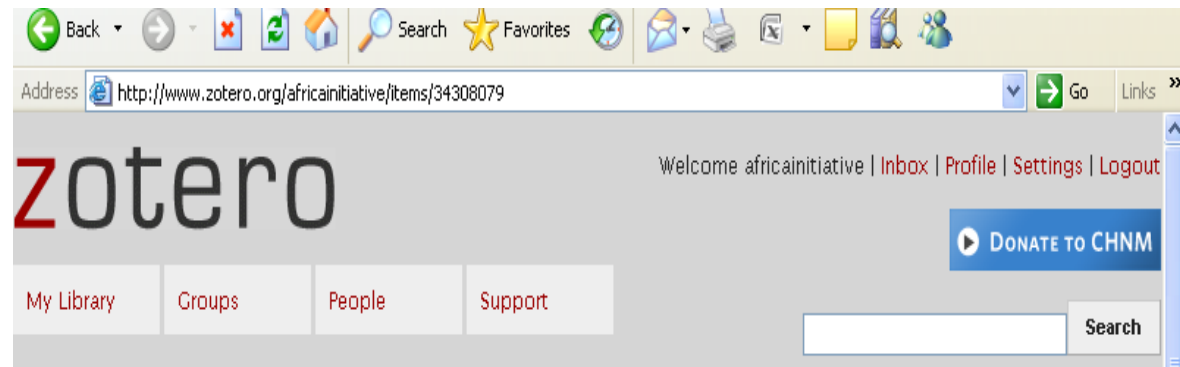 Back Search Favorites
Address http://www.zotero.org/africainitiative/items/34308079 Go Links »
zotero
Welcome africainitiative | Inbox | Profile | Settings | Logout
DONATE TO CHNM
My Library Groups People Support
Search